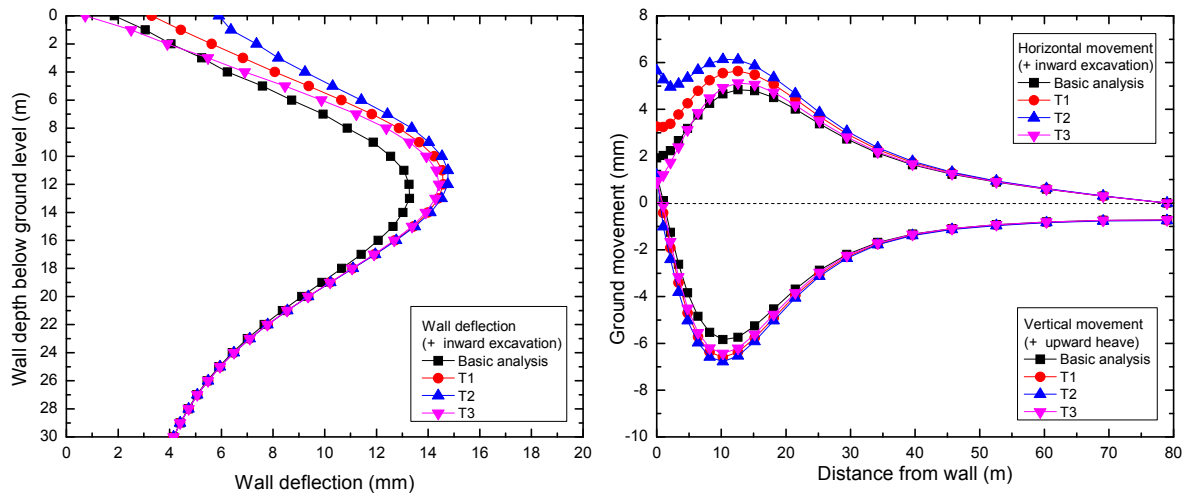 0 2 4 6 8 10 12 14 16 18 20 22 24 26 28 30
Wall depth below ground level (m)
Wall deflection
(+ inward excavation)
Basic analysis
T1
T2
T3
0 2 4 6 8 10 12 14 16 18 20
Wall deflection (mm)
10 8 6 4 2 0 -2 -4 -6 -8 -10
Ground movement (mm)
Horizontal movement
(+ inward excavation)
Basic analysis
T1
T2
T3
Vertical movement
(+ upward heave)
Basic analysis
T1
T2
T3
0 10 20 30 40 50 60 70 80
Distance from wall (m)